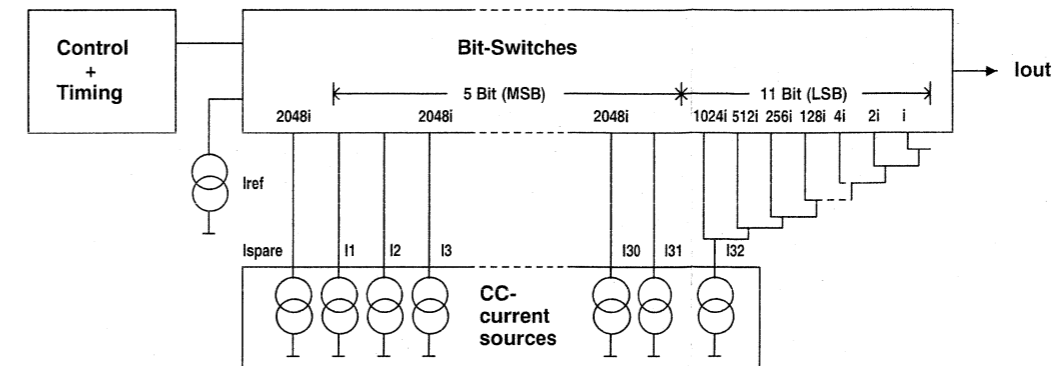 Control
+
Timing
Bit-Switches
Iout
5 Bit (MSB)
11 Bit (LSB)
2048i
2048i
2048i
1024i
512i
256i
128i
4i
2i
i
Iref
Ispare
I1
I2
I3
I30
I31
I32
CC-
current
sources